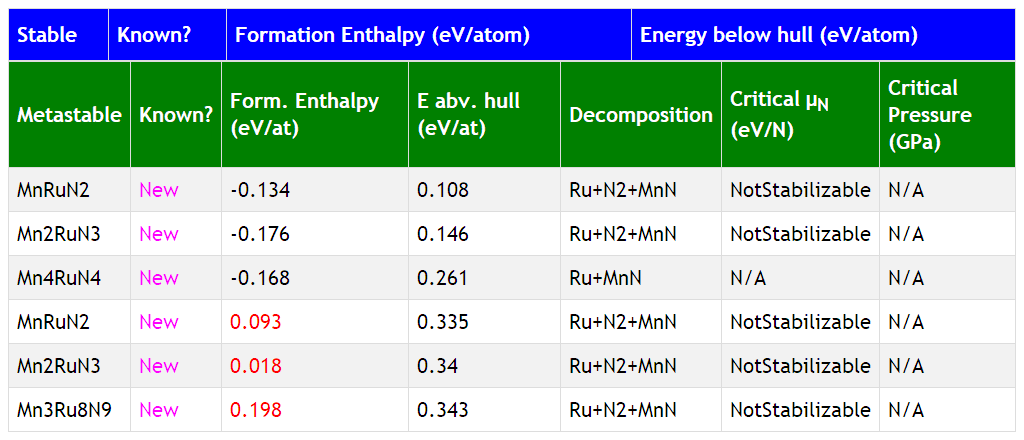 Stable Known? Formation Enthalpy (eV/atom) Energy below hull (eV/atom)
Metastable Known? Form. Enthalpy (eV/at) E abv. hull (eV/at) Decomposition Critical μN (eV/N) Critical Pressure (GPa)
MnRuN2 New -0.134 0.108 Ru+N2+MnN NotStabilizable N/A
Mn2RuN3 New -0.176 0.146 Ru+N2+MnN NotStabilizable N/A
Mn4RuN4 New -0.168 0.261 Ru+MnN N/A N/A
MnRuN2 New 0.093 0.335 Ru+N2+MnN NotStabilizable N/A
Mn2RuN3 New 0.018 0.34 Ru+N2+MnN NotStabilizable N/A
Mn3Ru8N9 New 0.198 0.343 Ru+N2+MnN NotStabilizable N/A